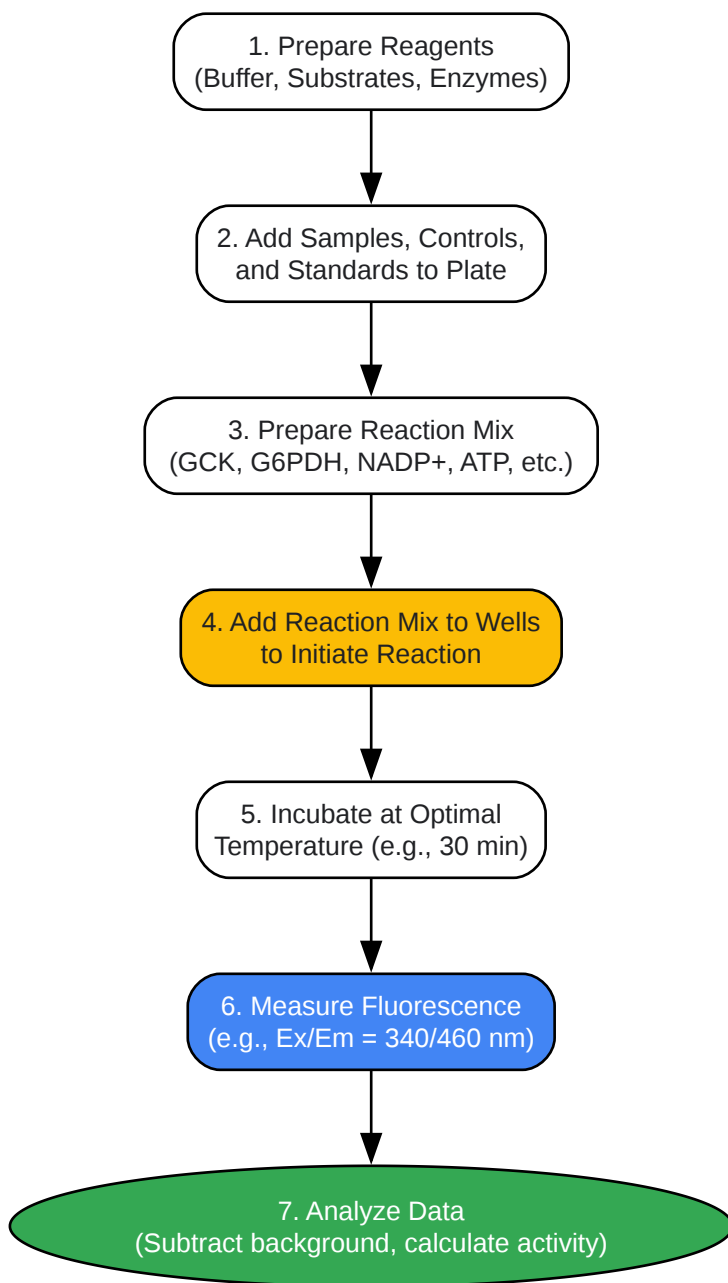 1. Prepare Reagents
(Buffer, Substrates, Enzymes)
2. Add Samples, Controls,
and Standards to Plate
3. Prepare Reaction Mix
(GCK, G6PDH, NADP+, ATP, etc.)
4. Add Reaction Mix to Wells
to Initiate Reaction
5. Incubate at Optimal
Temperature (e.g., 30 min)
6. Measure Fluorescence
(e.g., Ex/Em = 340/460 nm)
7. Analyze Data
(Subtract background, calculate activity)